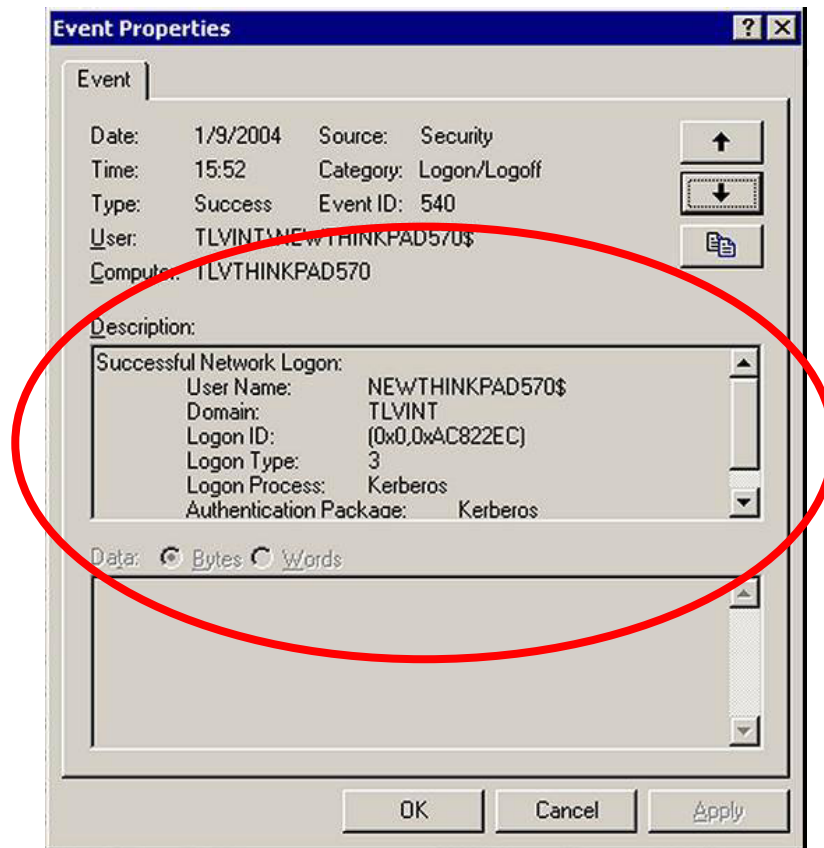 Event Properties
Event
Date: 1/9/2004 Source: Security
Time: 15:52 Category: Logon/Logoff
Type: Success Event ID: 540
User: TLVINT\NEWTHINKPAD570$
Computer: TLVTHINKPAD570
Description:
Successful Network Logon:
User Name: NEWTHINKPAD570$
Domain: TLVINT
Logon ID: (0x0,0xAC822EC)
Logon Type: 3
Logon Process: Kerberos
Authentication Package: Kerberos
Data: Bytes Words
OK Cancel Apply